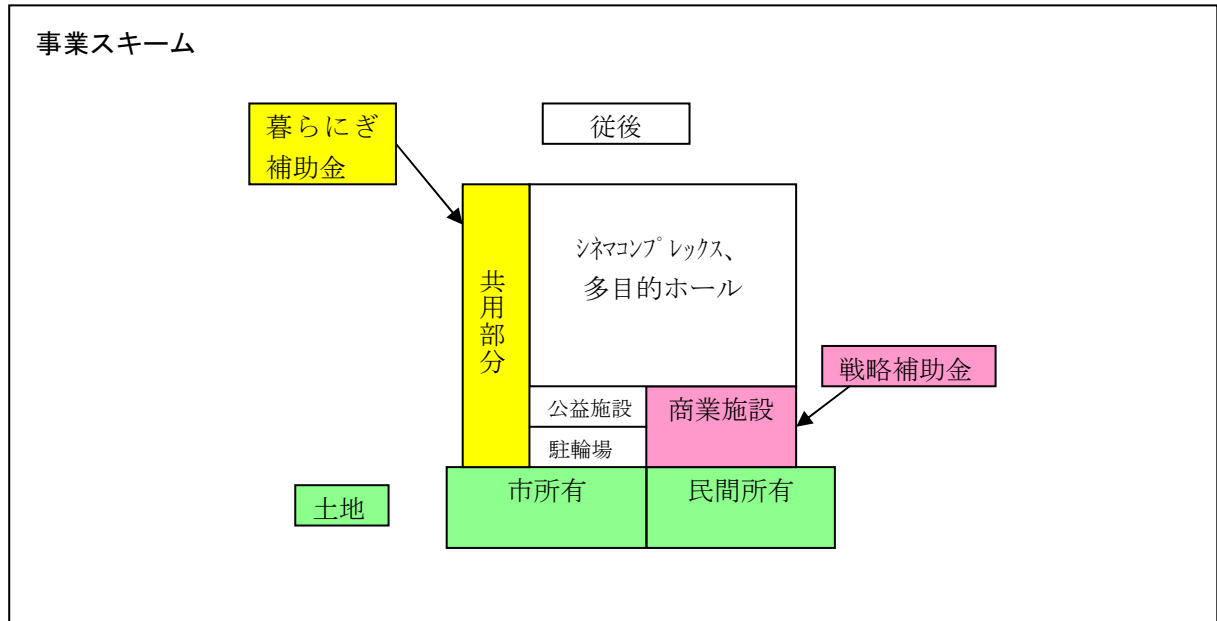 事業スキーム
暮らにぎ
補助金
従後
共用部分
ｼﾈﾏｺﾝﾌﾟﾚｯｸｽ、
多目的ホール
戦略補助金
公益施設
商業施設
駐輪場
市所有
民間所有
土地